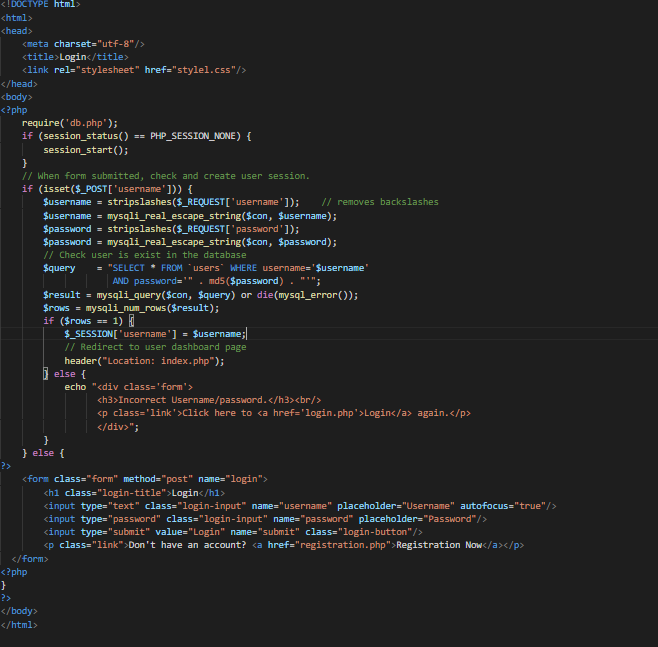 <!DOCTYPE html>
<html>
<head>
    <meta charset="utf-8"/>
    <title>Login</title>
    <link rel="stylesheet" href="stylel.css"/>
</head>
<body>
<?php
    require('db.php');
    if (session_status() == PHP_SESSION_NONE) {
        session_start();
    }
    // When form submitted, check and create user session.
    if (isset($_POST['username'])) {
        $username = stripslashes($_REQUEST['username']);    // removes backslashes
        $username = mysqli_real_escape_string($con, $username);
        $password = stripslashes($_REQUEST['password']);
        $password = mysqli_real_escape_string($con, $password);
        // Check user is exist in the database
        $query    = "SELECT * FROM `users` WHERE username='$username'
                     AND password='" . md5($password) . "'";
        $result = mysqli_query($con, $query) or die(mysql_error());
        $rows = mysqli_num_rows($result);
        if ($rows == 1) {
            $_SESSION['username'] = $username;
            // Redirect to user dashboard page
            header("Location: index.php");
        } else {
            echo "<div class='form'>
                  <h3>Incorrect Username/password.</h3><br/>
                  <p class='link'>Click here to <a href='login.php'>Login</a> again.</p>
                  </div>";
        }
    } else {
?>
    <form class="form" method="post" name="login">
        <h1 class="login-title">Login</h1>
        <input type="text" class="login-input" name="username" placeholder="Username" autofocus="true"/>
        <input type="password" class="login-input" name="password" placeholder="Password"/>
        <input type="submit" value="Login" name="submit" class="login-button"/>
        <p class="link">Don't have an account? <a href="registration.php">Registration Now</a></p>
  </form>
<?php
}
?>
</body>
</html>